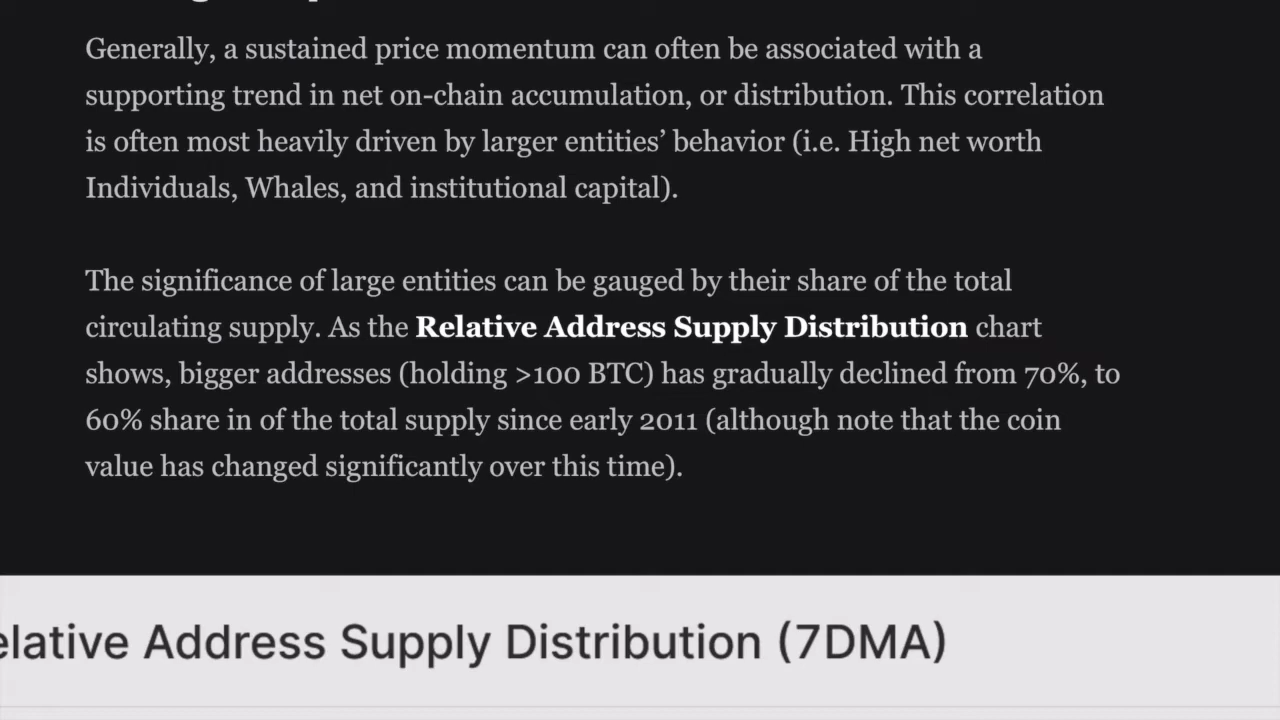 Generally, a sustained price momentum can often be associated with a
supporting trend in net on-chain accumulation, or distribution. This correlation
is often most heavily driven by larger entities’ behavior (i.e. High net worth
Individuals, Whales, and institutional capital).
The significance of large entities can be gauged by their share of the total
circulating supply. As the Relative Address Supply Distribution chart
shows, bigger addresses (holding >100 BTC) has gradually declined from 70%, to
60% share in of the total supply since early 2011 (although note that the coin
value has changed significantly over this time).
elative Address Supply Distribution (7DMA)